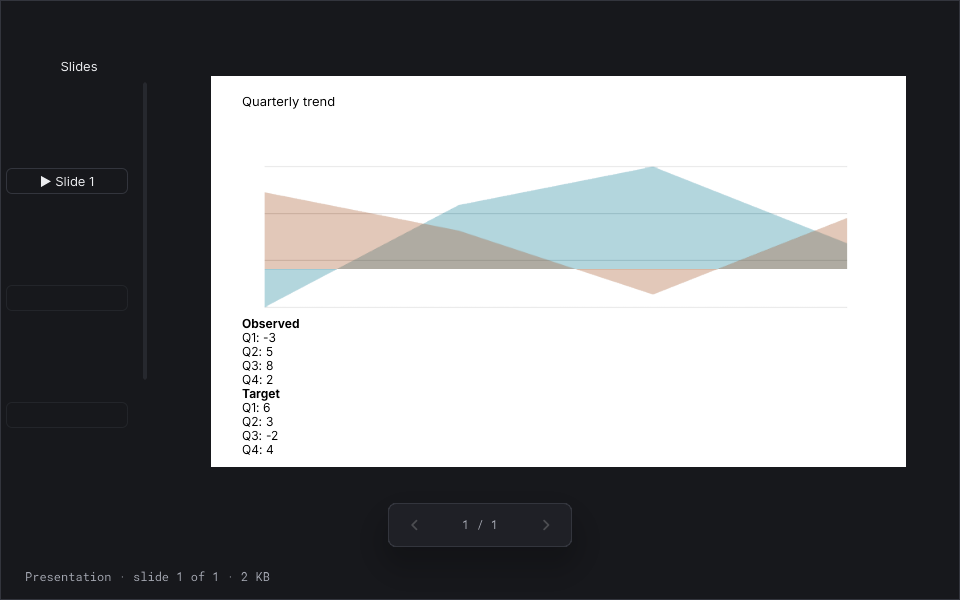 Slides
▶ Slide 1
Quarterly trend
Observed
Q1: -3
Q2: 5
Q3: 8
Q4: 2
Target
Q1: 6
Q2: 3
Q3: -2
Q4: 4
1 / 1
Presentation · slide 1 of 1 · 2 KB